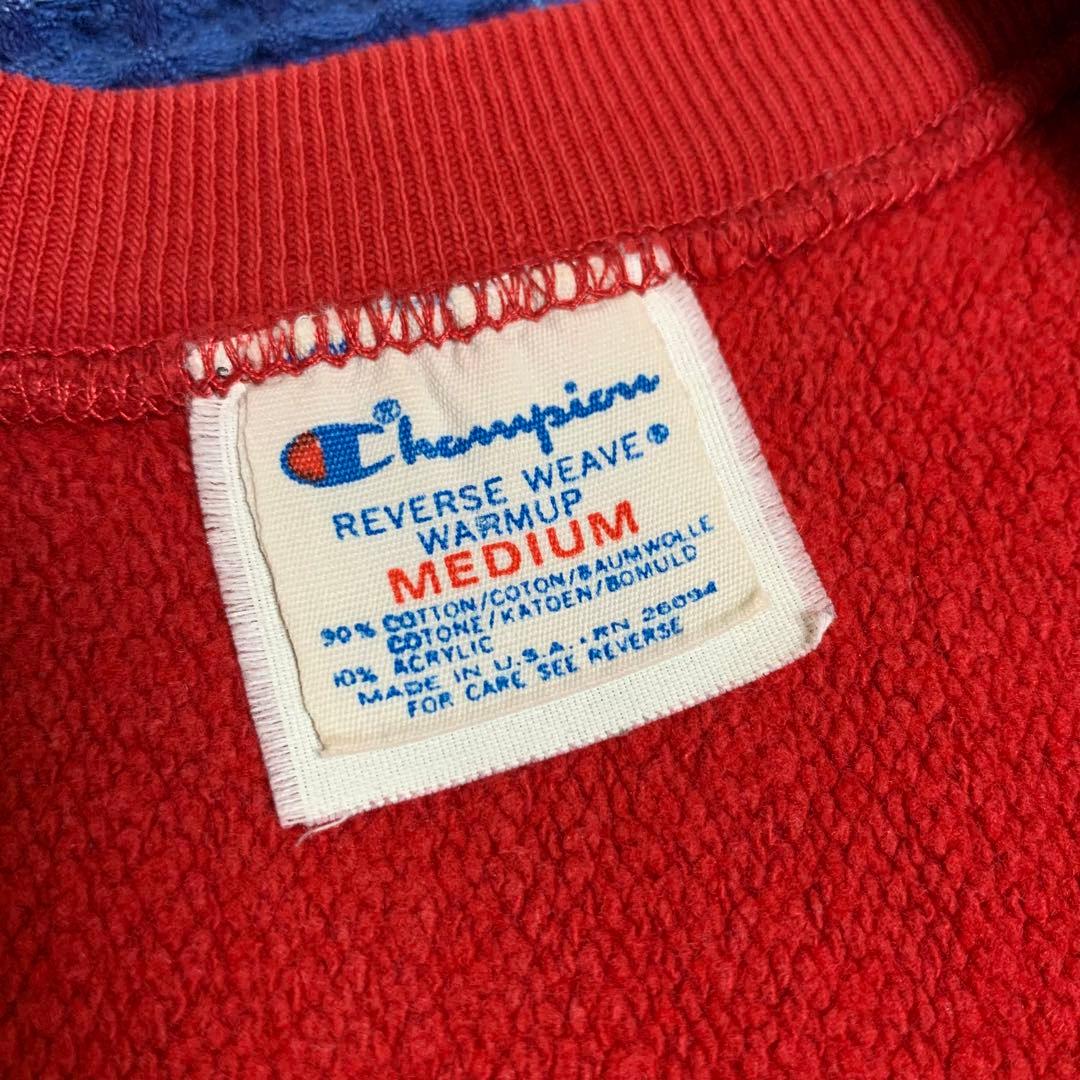 Champion®
REVERSE WEAVE®
WARMUP
MEDIUM
90% COTTON/COTON/BAUMWOLLE
COTONE/KATOEN/BOMULD
10% ACRYLIC
MADE IN U.S.A.·RN 26094
FOR CARE SEE REVERSE